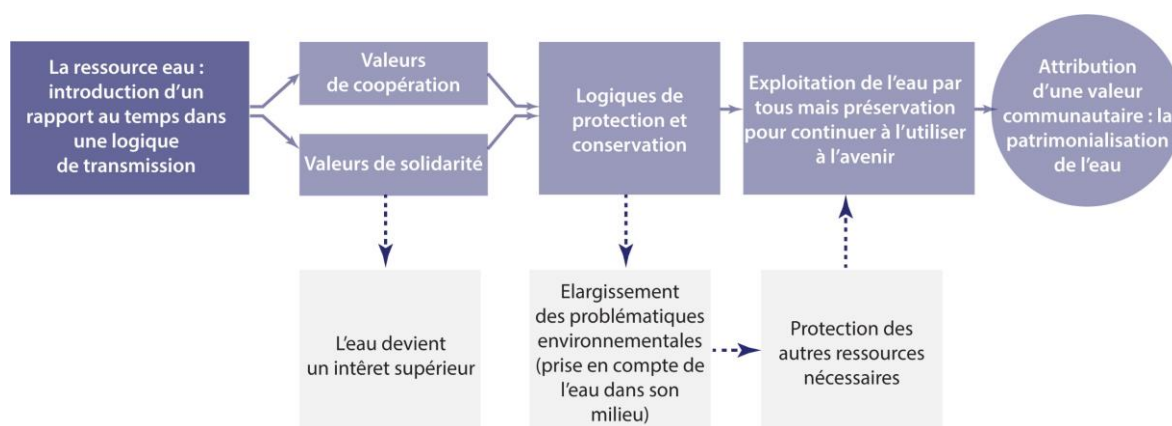 La ressource eau :
introduction d'un
rapport au temps dans
une logique
de transmission
Valeurs
de coopération
Valeurs de solidarité
Logiques de
protection et
conservation
Exploitation de l'eau par
tous mais préservation
pour continuer à l'utiliser
à l'avenir
Attribution
d'une valeur
communautaire : la
patrimonialisation
de l'eau
L'eau devient
un intêret supérieur
Elargissement
des problématiques
environnementales
(prise en compte de
l'eau dans son
milieu)
Protection des
autres ressources
nécessaires